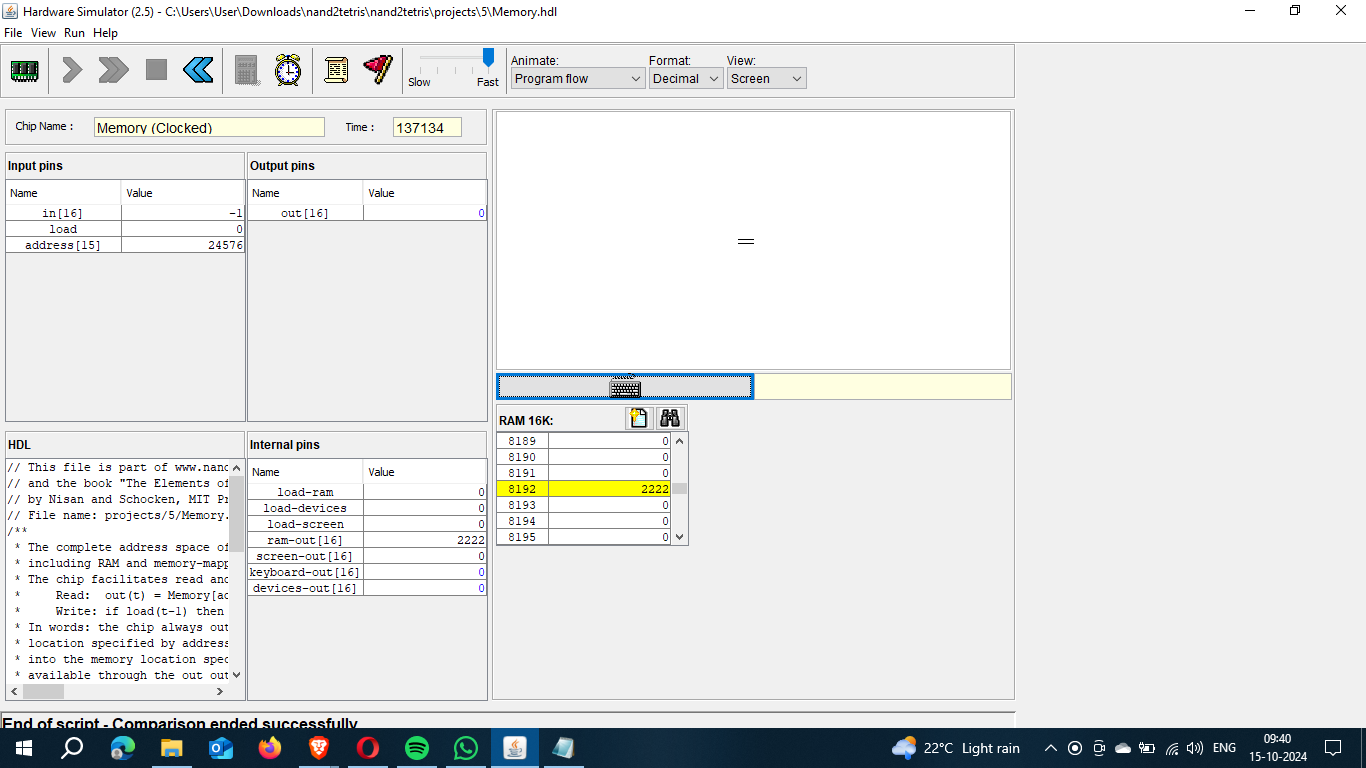 Hardware Simulator (2.5) - C:\Users\User\Downloads\nand2tetris\nand2tetris\projects\5\Memory.hdl
File View Run Help
Slow Fast
Animate: Format: View:
Program flow Decimal Screen
Chip Name : Memory (Clocked) Time : 137134
Input pins
Name Value
in[16] -1
load 0
address[15] 24576
Output pins
Name Value
out[16] 0
HDL
// This file is part of www.nand
// and the book "The Elements of
// by Nisan and Schocken, MIT Pr
// File name: projects/5/Memory.
/**
* The complete address space of
* including RAM and memory-mapp
* The chip facilitates read and
* Read: out(t) = Memory[ad
* Write: if load(t-1) then
* In words: the chip always out
* location specified by address
* into the memory location spec
* available through the out out
Internal pins
Name Value
load-ram 0
load-devices 0
load-screen 0
ram-out[16] 2222
screen-out[16] 0
keyboard-out[16] 0
devices-out[16] 0
RAM 16K:
8189 0
8190 0
8191 0
8192 2222
8193 0
8194 0
8195 0
End of script - Comparison ended successfully
22°C Light rain
ENG
09:40
15-10-2024